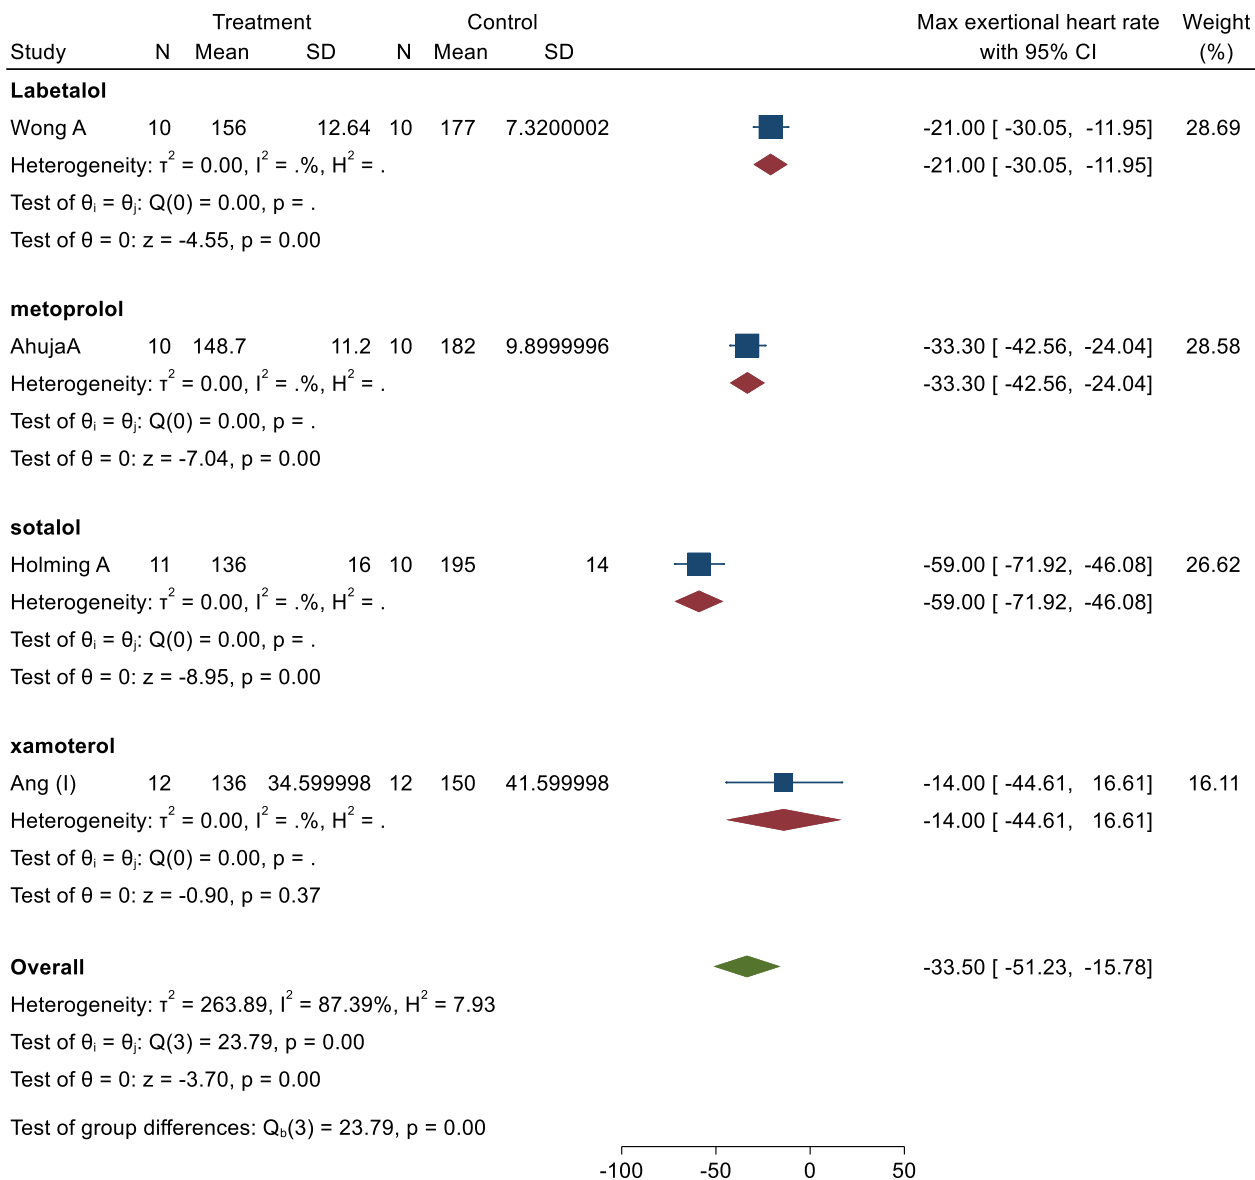 Treatment Control Max exertional heart rate Weight
Study N Mean SD N Mean SD with 95% CI (%)
Labetalol
Wong A 10 156 12.64 10 177 7.3200002 -21.00 [ -30.05, -11.95] 28.69
Heterogeneity: τ² = 0.00, I² = .%, H² = . -21.00 [ -30.05, -11.95]
Test of θᵢ = θⱼ: Q(0) = 0.00, p = .
Test of θ = 0: z = -4.55, p = 0.00
metoprolol
AhujaA 10 148.7 11.2 10 182 9.8999996 -33.30 [ -42.56, -24.04] 28.58
Heterogeneity: τ² = 0.00, I² = .%, H² = . -33.30 [ -42.56, -24.04]
Test of θᵢ = θⱼ: Q(0) = 0.00, p = .
Test of θ = 0: z = -7.04, p = 0.00
sotalol
Holming A 11 136 16 10 195 14 -59.00 [ -71.92, -46.08] 26.62
Heterogeneity: τ² = 0.00, I² = .%, H² = . -59.00 [ -71.92, -46.08]
Test of θᵢ = θⱼ: Q(0) = 0.00, p = .
Test of θ = 0: z = -8.95, p = 0.00
xamoterol
Ang (I) 12 136 34.599998 12 150 41.599998 -14.00 [ -44.61, 16.61] 16.11
Heterogeneity: τ² = 0.00, I² = .%, H² = . -14.00 [ -44.61, 16.61]
Test of θᵢ = θⱼ: Q(0) = 0.00, p = .
Test of θ = 0: z = -0.90, p = 0.37
Overall -33.50 [ -51.23, -15.78]
Heterogeneity: τ² = 263.89, I² = 87.39%, H² = 7.93
Test of θᵢ = θⱼ: Q(3) = 23.79, p = 0.00
Test of θ = 0: z = -3.70, p = 0.00
Test of group differences: Q_b(3) = 23.79, p = 0.00
-100 -50 0 50